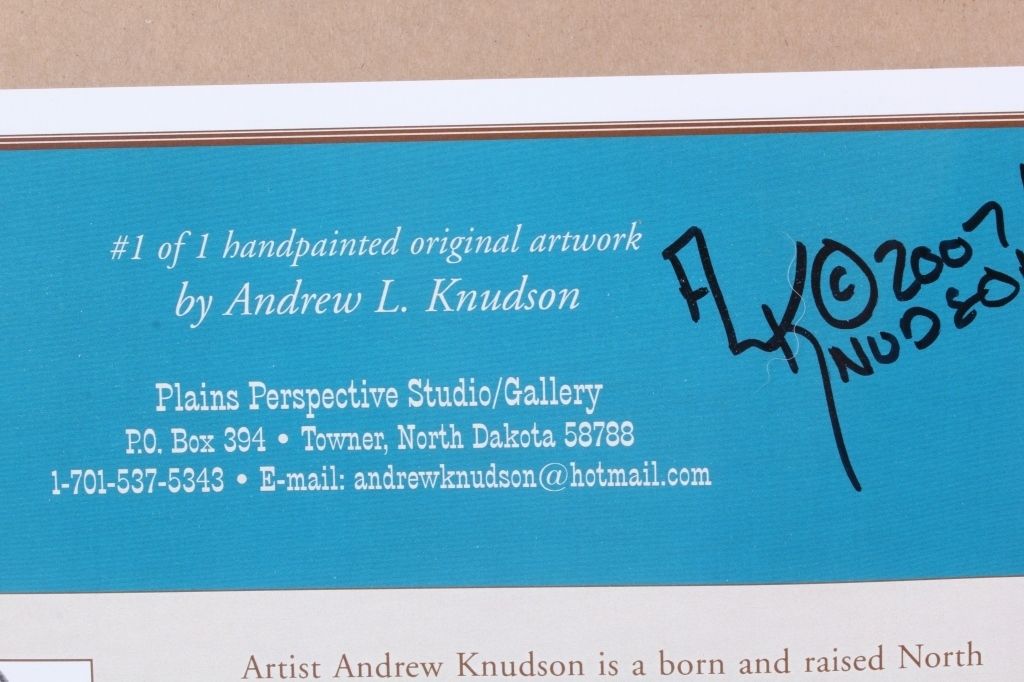 #1 of 1 handpainted original artwork
by Andrew L. Knudson
ALK © 2007
KNUDSON
Plains Perspective Studio/Gallery
P.O. Box 394 • Towner, North Dakota 58788
1-701-537-5343 • E-mail: andrewknudson@hotmail.com
Artist Andrew Knudson is a born and raised North